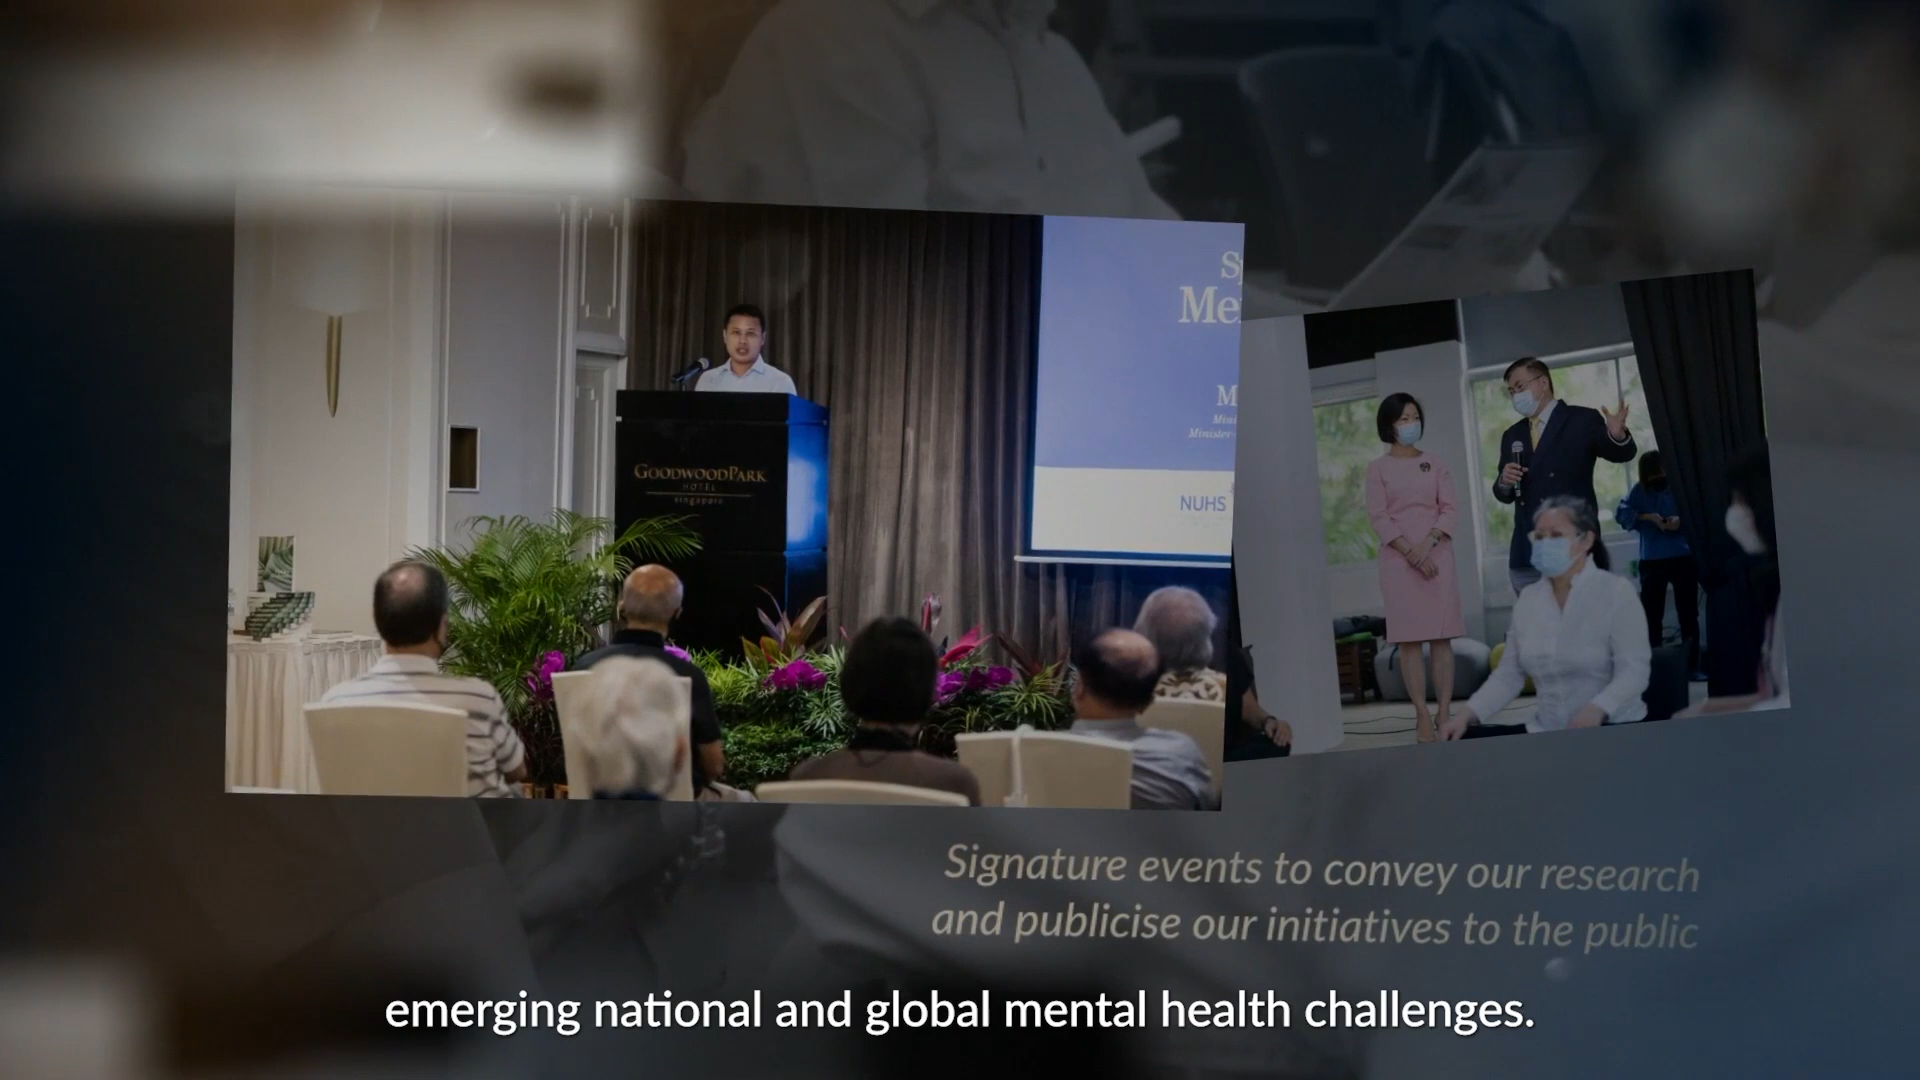 Me
GOODWOODPARK
HOTEL
singapore
M
Minister
NUHS
Signature events to convey our research
and publicise our initiatives to the public
emerging national and global mental health challenges.